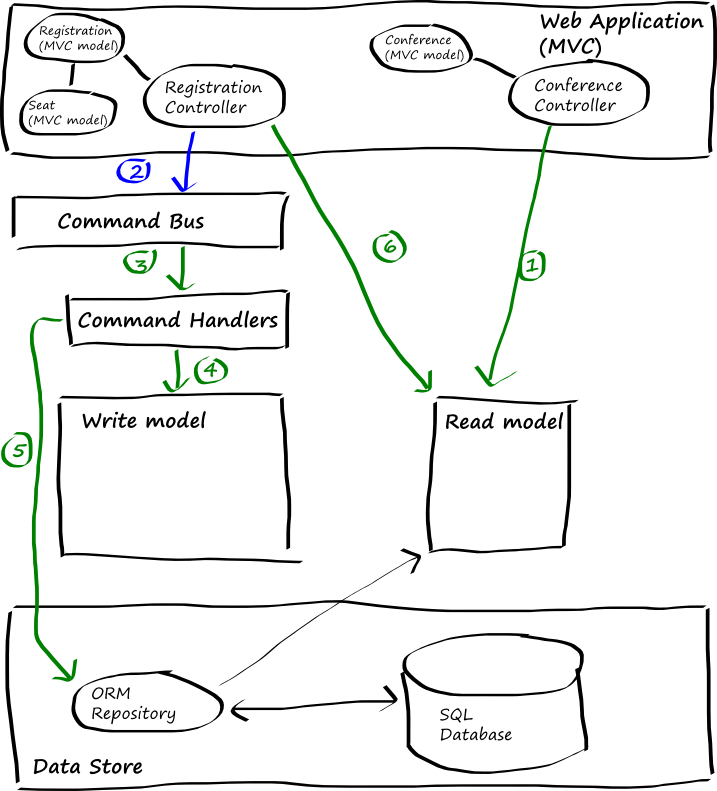 Web Application
(MVC)
Registration
(MVC model)
Conference
(MVC model)
Seat
(MVC model)
Registration
Controller
Conference
Controller
2
Command Bus
6
3
1
Command Handlers
4
Write model
Read model
5
ORM
Repository
SQL
Database
Data Store